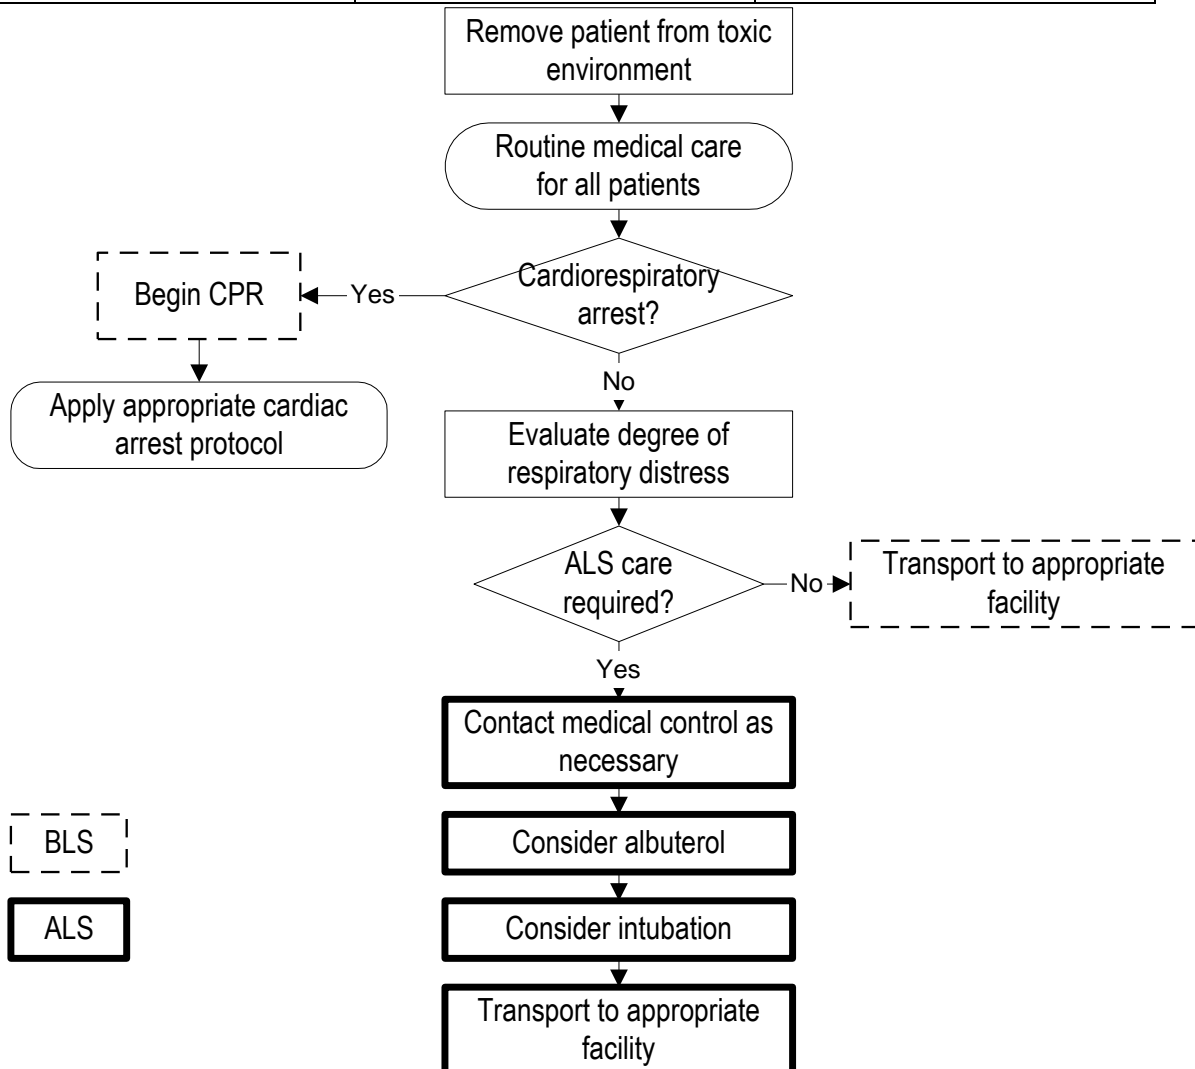 Remove patient from toxic
environment
Routine medical care
for all patients
Cardiorespiratory
arrest?
Yes
Begin CPR
Apply appropriate cardiac
arrest protocol
No
Evaluate degree of
respiratory distress
ALS care
required?
No
Transport to appropriate
facility
Yes
Contact medical control as
necessary
Consider albuterol
Consider intubation
Transport to appropriate
facility
BLS
ALS